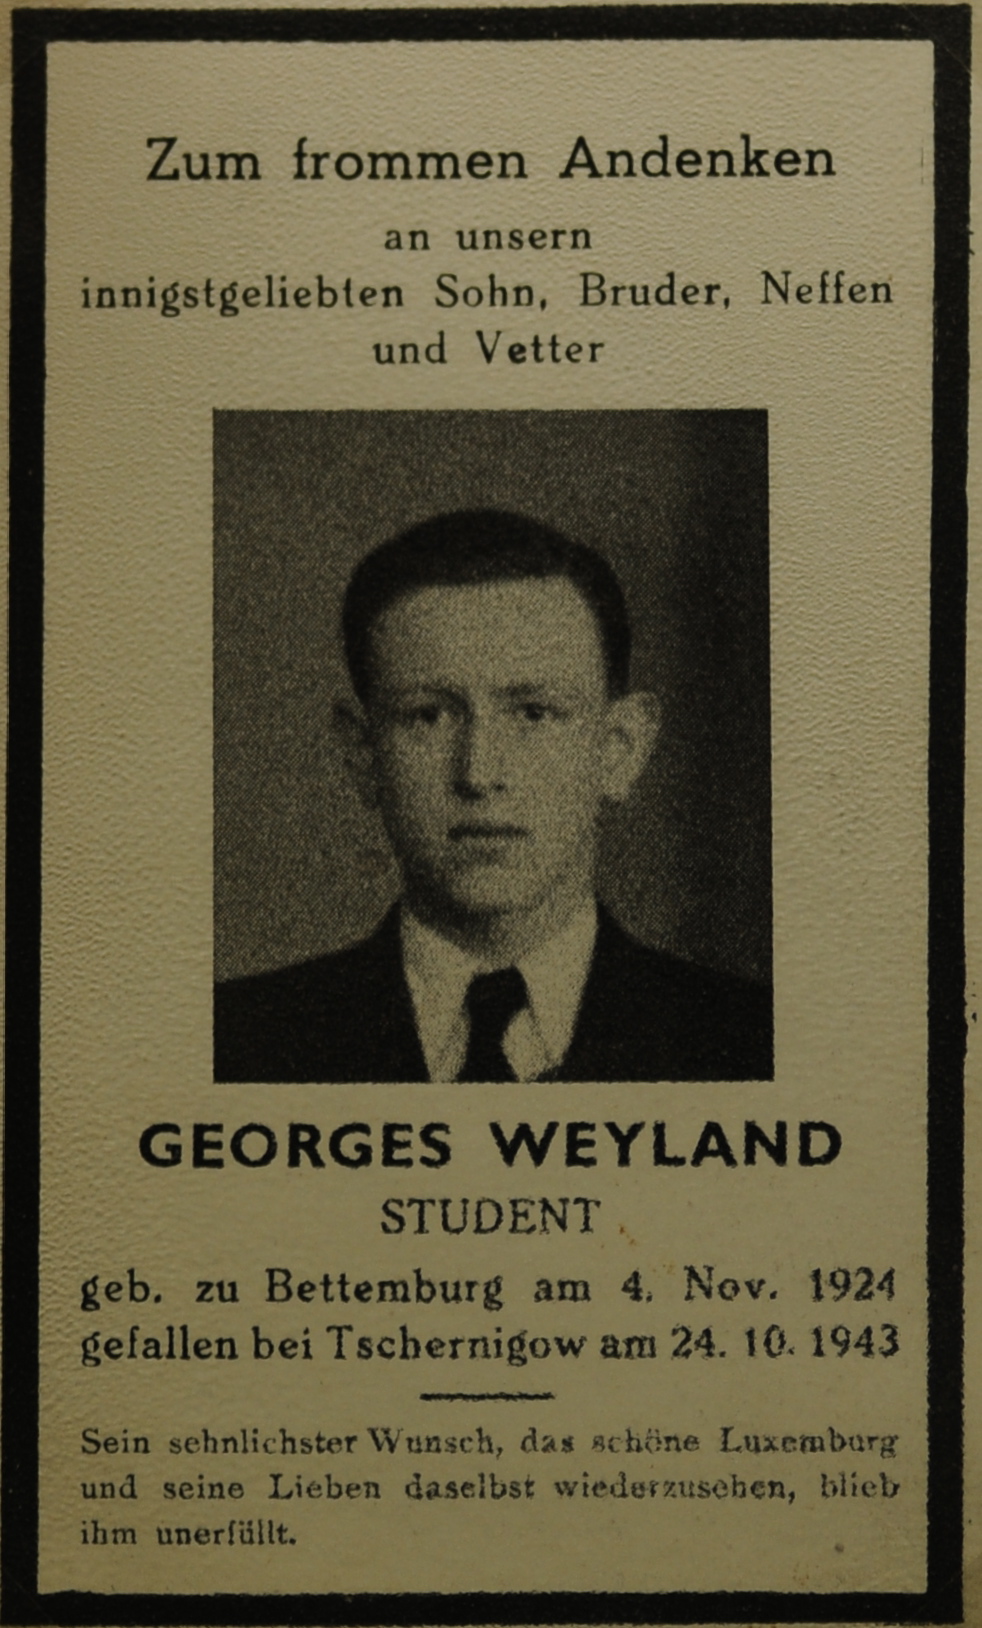 Zum frommen Andenken
an unsern
innigstgeliebten Sohn, Bruder, Neffen
und Vetter
GEORGES WEYLAND
STUDENT
geb. zu Bettemburg am 4. Nov. 1924
gefallen bei Tschernigow am 24. 10. 1943
Sein sehnlichster Wunsch, das schöne Luxemburg
und seine Lieben daselbst wiederzusehen, blieb
ihm unerfüllt.